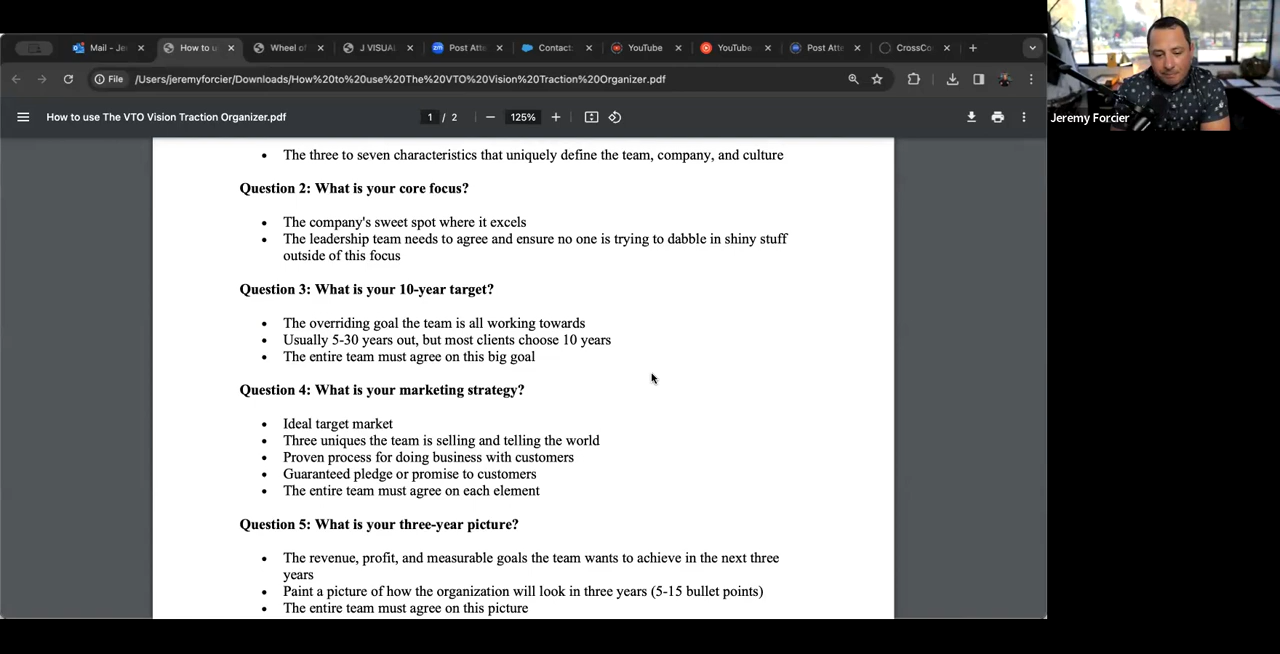 Mail - Je
How to u
Wheel of
J VISUAL
zm Post Atte
Contact:
YouTube
YouTube
Post Atte
CrossCo
File /Users/jeremyforcier/Downloads/How%20to%20use%20The%20VTO%20Vision%20Traction%20Organizer.pdf
How to use The VTO Vision Traction Organizer.pdf
1 / 2
125%
Jeremy Forcier
• The three to seven characteristics that uniquely define the team, company, and culture
Question 2: What is your core focus?
• The company's sweet spot where it excels
• The leadership team needs to agree and ensure no one is trying to dabble in shiny stuff
outside of this focus
Question 3: What is your 10-year target?
• The overriding goal the team is all working towards
• Usually 5-30 years out, but most clients choose 10 years
• The entire team must agree on this big goal
Question 4: What is your marketing strategy?
• Ideal target market
• Three uniques the team is selling and telling the world
• Proven process for doing business with customers
• Guaranteed pledge or promise to customers
• The entire team must agree on each element
Question 5: What is your three-year picture?
• The revenue, profit, and measurable goals the team wants to achieve in the next three
years
• Paint a picture of how the organization will look in three years (5-15 bullet points)
• The entire team must agree on this picture